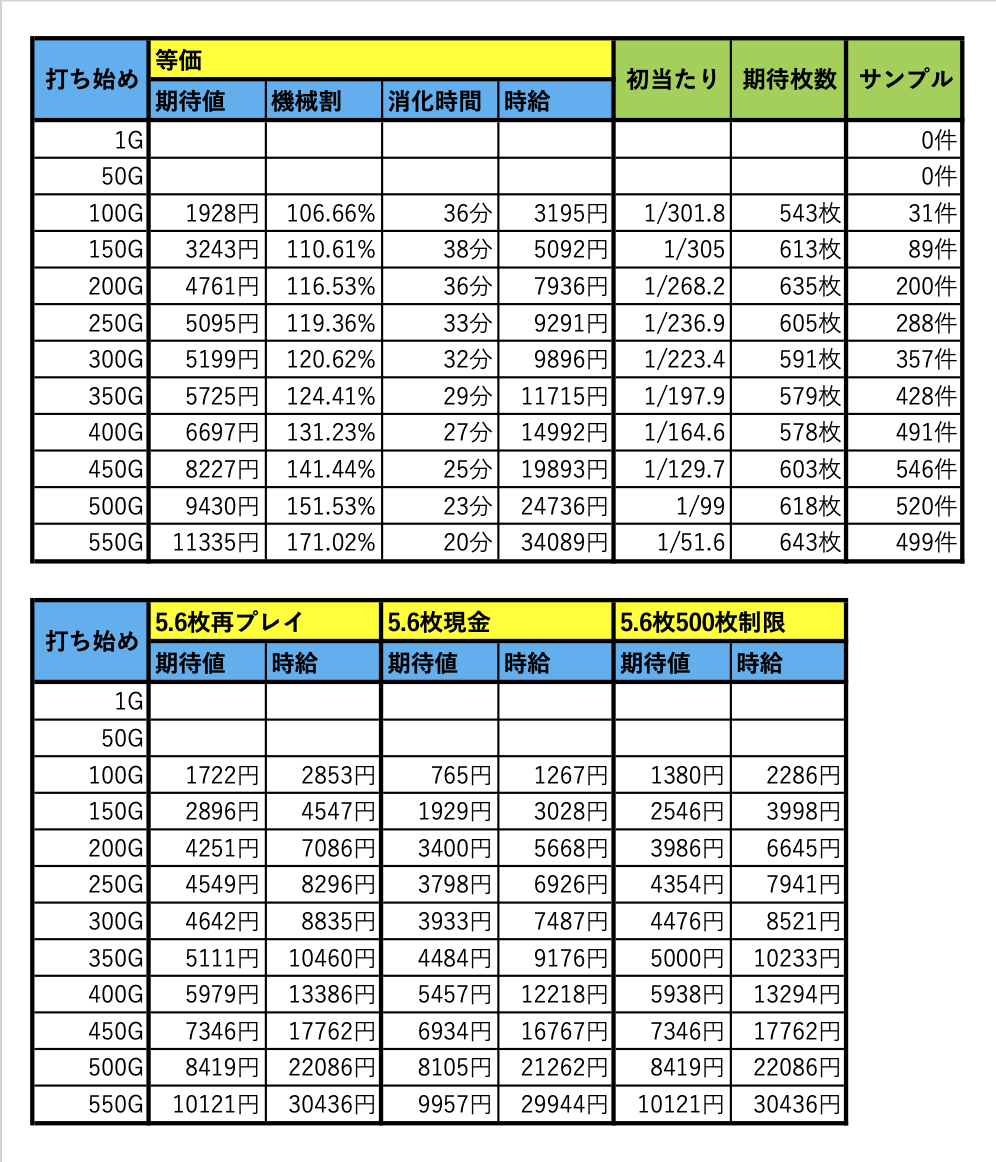 打ち始め 等価 初当たり 期待枚数 サンプル
期待値 機械割 消化時間 時給
1G 0件
50G 0件
100G 1928円 106.66% 36分 3195円 1/301.8 543枚 31件
150G 3243円 110.61% 38分 5092円 1/305 613枚 89件
200G 4761円 116.53% 36分 7936円 1/268.2 635枚 200件
250G 5095円 119.36% 33分 9291円 1/236.9 605枚 288件
300G 5199円 120.62% 32分 9896円 1/223.4 591枚 357件
350G 5725円 124.41% 29分 11715円 1/197.9 579枚 428件
400G 6697円 131.23% 27分 14992円 1/164.6 578枚 491件
450G 8227円 141.44% 25分 19893円 1/129.7 603枚 546件
500G 9430円 151.53% 23分 24736円 1/99 618枚 520件
550G 11335円 171.02% 20分 34089円 1/51.6 643枚 499件
打ち始め 5.6枚再プレイ 5.6枚現金 5.6枚500枚制限
期待値 時給 期待値 時給 期待値 時給
1G
50G
100G 1722円 2853円 765円 1267円 1380円 2286円
150G 2896円 4547円 1929円 3028円 2546円 3998円
200G 4251円 7086円 3400円 5668円 3986円 6645円
250G 4549円 8296円 3798円 6926円 4354円 7941円
300G 4642円 8835円 3933円 7487円 4476円 8521円
350G 5111円 10460円 4484円 9176円 5000円 10233円
400G 5979円 13386円 5457円 12218円 5938円 13294円
450G 7346円 17762円 6934円 16767円 7346円 17762円
500G 8419円 22086円 8105円 21262円 8419円 22086円
550G 10121円 30436円 9957円 29944円 10121円 30436円